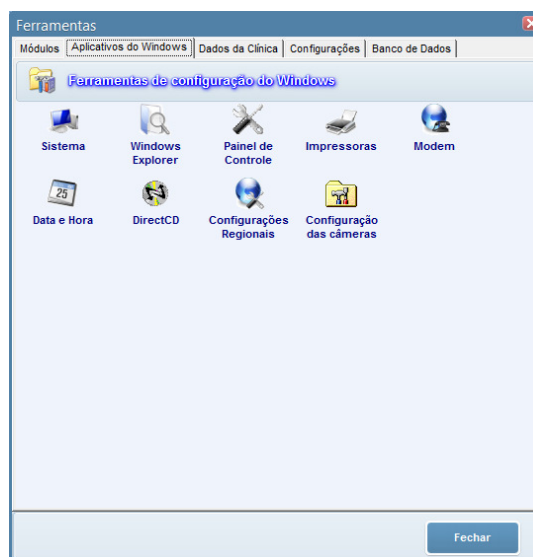 Ferramentas
Módulos Aplicativos do Windows Dados da Clínica Configurações Banco de Dados
Ferramentas de configuração do Windows
Sistema Windows Explorer Painel de Controle Impressoras Modem
25
Data e Hora DirectCD Configurações Regionais Configuração das câmeras
Fechar